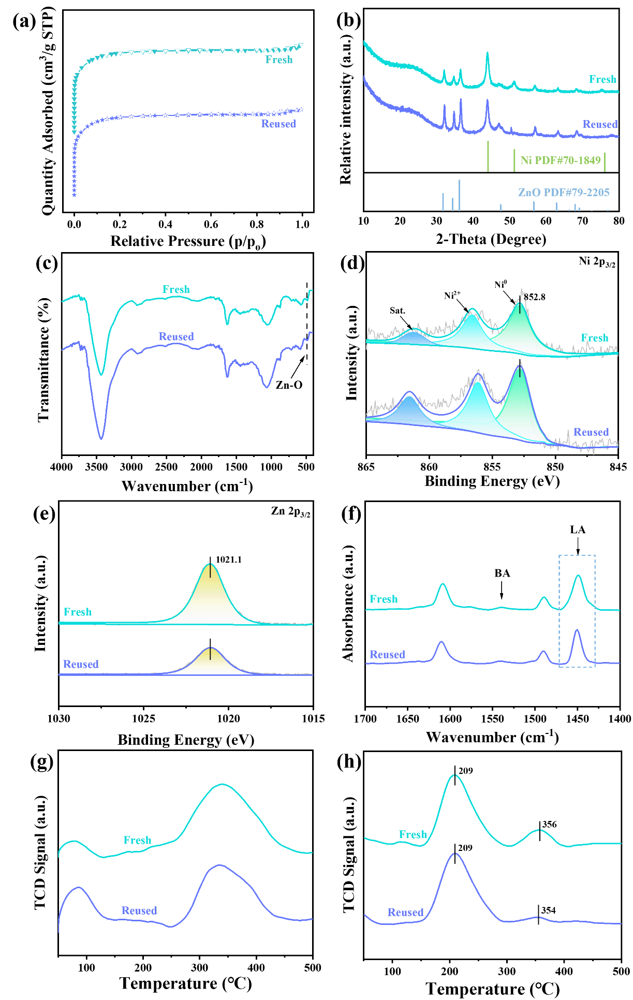 (a)
Quantity Adsorbed (cm³/g STP)
Fresh
Reused
0.0 0.2 0.4 0.6 0.8 1.0
Relative Pressure (p/pₒ)
(b)
Relative intensity (a.u.)
Fresh
Reused
Ni PDF#70-1849
ZnO PDF#79-2205
10 20 30 40 50 60 70 80
2-Theta (Degree)
(c)
Transmittance (%)
Fresh
Reused
Zn-O
4000 3500 3000 2500 2000 1500 1000 500
Wavenumber (cm⁻¹)
(d)
Intensity (a.u.)
Ni 2p₃/₂
Sat.
Ni²⁺
Ni⁰
852.8
Fresh
Reused
865 860 855 850 845
Binding Energy (eV)
(e)
Intensity (a.u.)
Zn 2p₃/₂
1021.1
Fresh
Reused
1030 1025 1020 1015
Binding Energy (eV)
(f)
Absorbance (a.u.)
LA
BA
Fresh
Reused
1700 1650 1600 1550 1500 1450 1400
Wavenumber (cm⁻¹)
(g)
TCD Signal (a.u.)
Fresh
Reused
100 200 300 400 500
Temperature (℃)
(h)
TCD Signal (a.u.)
209
356
Fresh
209
354
Reused
100 200 300 400 500
Temperature (℃)